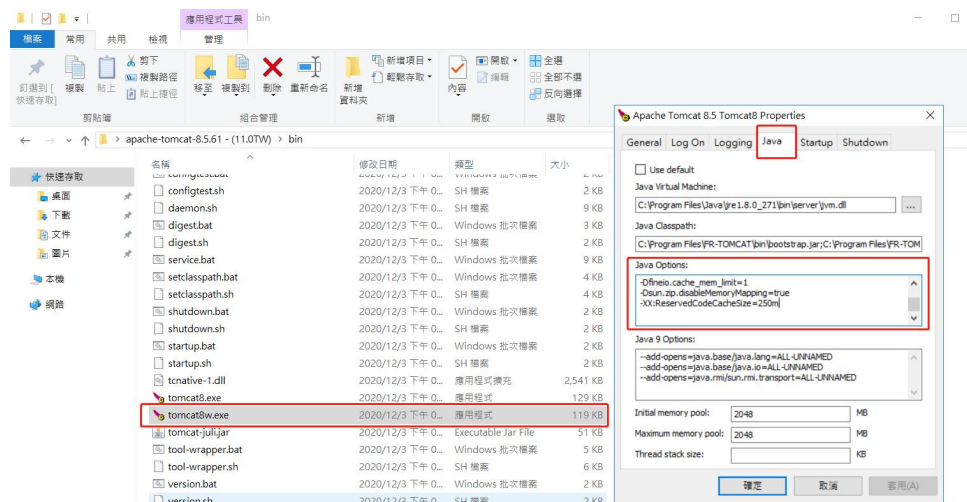 應用程式工具 bin
檔案 常用 共用 檢視 管理
釘選到 [
快速存取]
複製
貼上
剪下
複製路徑
貼上捷徑
剪貼簿
移至
複製到
刪除
重新命名
組合管理
新增
資料夾
新增項目
輕鬆存取
新增
內容
開啟
編輯
開啟
全選
全部不選
反向選擇
選取
apache-tomcat-8.5.61 - (11.0TW) > bin
快速存取
桌面
下載
文件
圖片
本機
網路
名稱 修改日期 類型 大小
configtest.sh 2020/12/3 下午 0... SH 檔案 2 KB
daemon.sh 2020/12/3 下午 0... SH 檔案 9 KB
digest.bat 2020/12/3 下午 0... Windows 批次檔案 3 KB
digest.sh 2020/12/3 下午 0... SH 檔案 2 KB
service.bat 2020/12/3 下午 0... Windows 批次檔案 9 KB
setclasspath.bat 2020/12/3 下午 0... Windows 批次檔案 4 KB
setclasspath.sh 2020/12/3 下午 0... SH 檔案 4 KB
shutdown.bat 2020/12/3 下午 0... Windows 批次檔案 2 KB
shutdown.sh 2020/12/3 下午 0... SH 檔案 2 KB
startup.bat 2020/12/3 下午 0... Windows 批次檔案 2 KB
startup.sh 2020/12/3 下午 0... SH 檔案 2 KB
tcnative-1.dll 2020/12/3 下午 0... 應用程式擴充 2,541 KB
tomcat8.exe 2020/12/3 下午 0... 應用程式 129 KB
tomcat8w.exe 2020/12/3 下午 0... 應用程式 119 KB
tomcat-juli.jar 2020/12/3 下午 0... Executable Jar File 51 KB
tool-wrapper.bat 2020/12/3 下午 0... Windows 批次檔案 5 KB
tool-wrapper.sh 2020/12/3 下午 0... SH 檔案 6 KB
version.bat 2020/12/3 下午 0... Windows 批次檔案 2 KB
version.sh 2020/12/3 下午 0... SH 檔案 2 KB
Apache Tomcat 8.5 Tomcat8 Properties
General Log On Logging Java Startup Shutdown
Use default
Java Virtual Machine:
C:\Program Files\Java\jre1.8.0_271\bin\server\jvm.dll ...
Java Classpath:
C:\Program Files\FR-TOMCAT\bin\bootstrap.jar;C:\Program Files\FR-TOM
Java Options:
-Dfineio.cache_mem_limit=1
-Dsun.zip.disableMemoryMapping=true
-XX:ReservedCodeCacheSize=250m
Java 9 Options:
--add-opens=java.base/java.lang=ALL-UNNAMED
--add-opens=java.base/java.io=ALL-UNNAMED
--add-opens=java.rmi/sun.rmi.transport=ALL-UNNAMED
Initial memory pool: 2048 MB
Maximum memory pool: 2048 MB
Thread stack size: KB
確定 取消 套用(A)